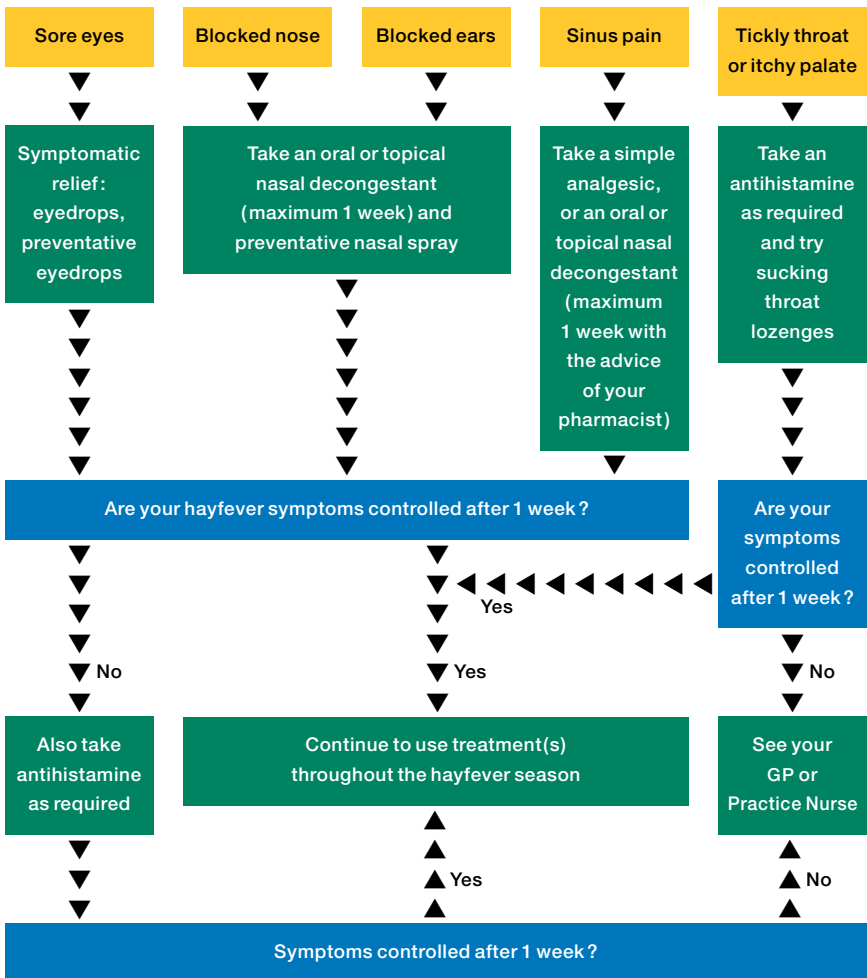 Sore eyes
Blocked nose
Blocked ears
Sinus pain
Tickly throat
or itchy palate
Symptomatic
relief:
eyedrops,
preventative
eyedrops
Take an oral or topical
nasal decongestant
(maximum 1 week) and
preventative nasal spray
Take a simple
analgesic,
or an oral or
topical nasal
decongestant
(maximum
1 week with
the advice
of your
pharmacist)
Take an
antihistamine
as required
and try
sucking
throat
lozenges
Are your hayfever symptoms controlled after 1 week?
Are your
symptoms
controlled
after 1 week?
Yes
No
Yes
No
Also take
antihistamine
as required
Continue to use treatment(s)
throughout the hayfever season
See your
GP or
Practice Nurse
Yes
No
Symptoms controlled after 1 week?